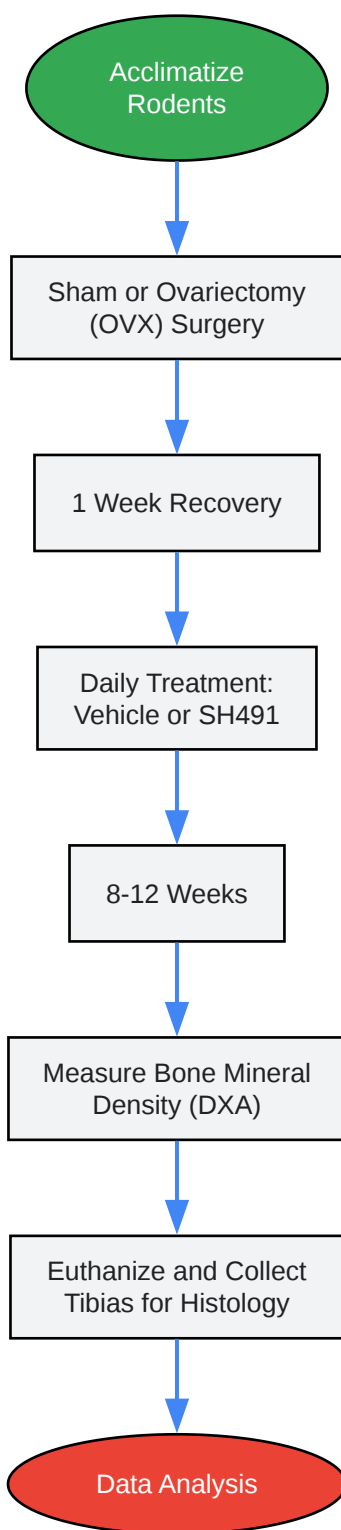 Acclimatize
Rodents
Sham or Ovariectomy
(OVX) Surgery
1 Week Recovery
Daily Treatment:
Vehicle or SH491
8-12 Weeks
Measure Bone Mineral
Density (DXA)
Euthanize and Collect
Tibias for Histology
Data Analysis